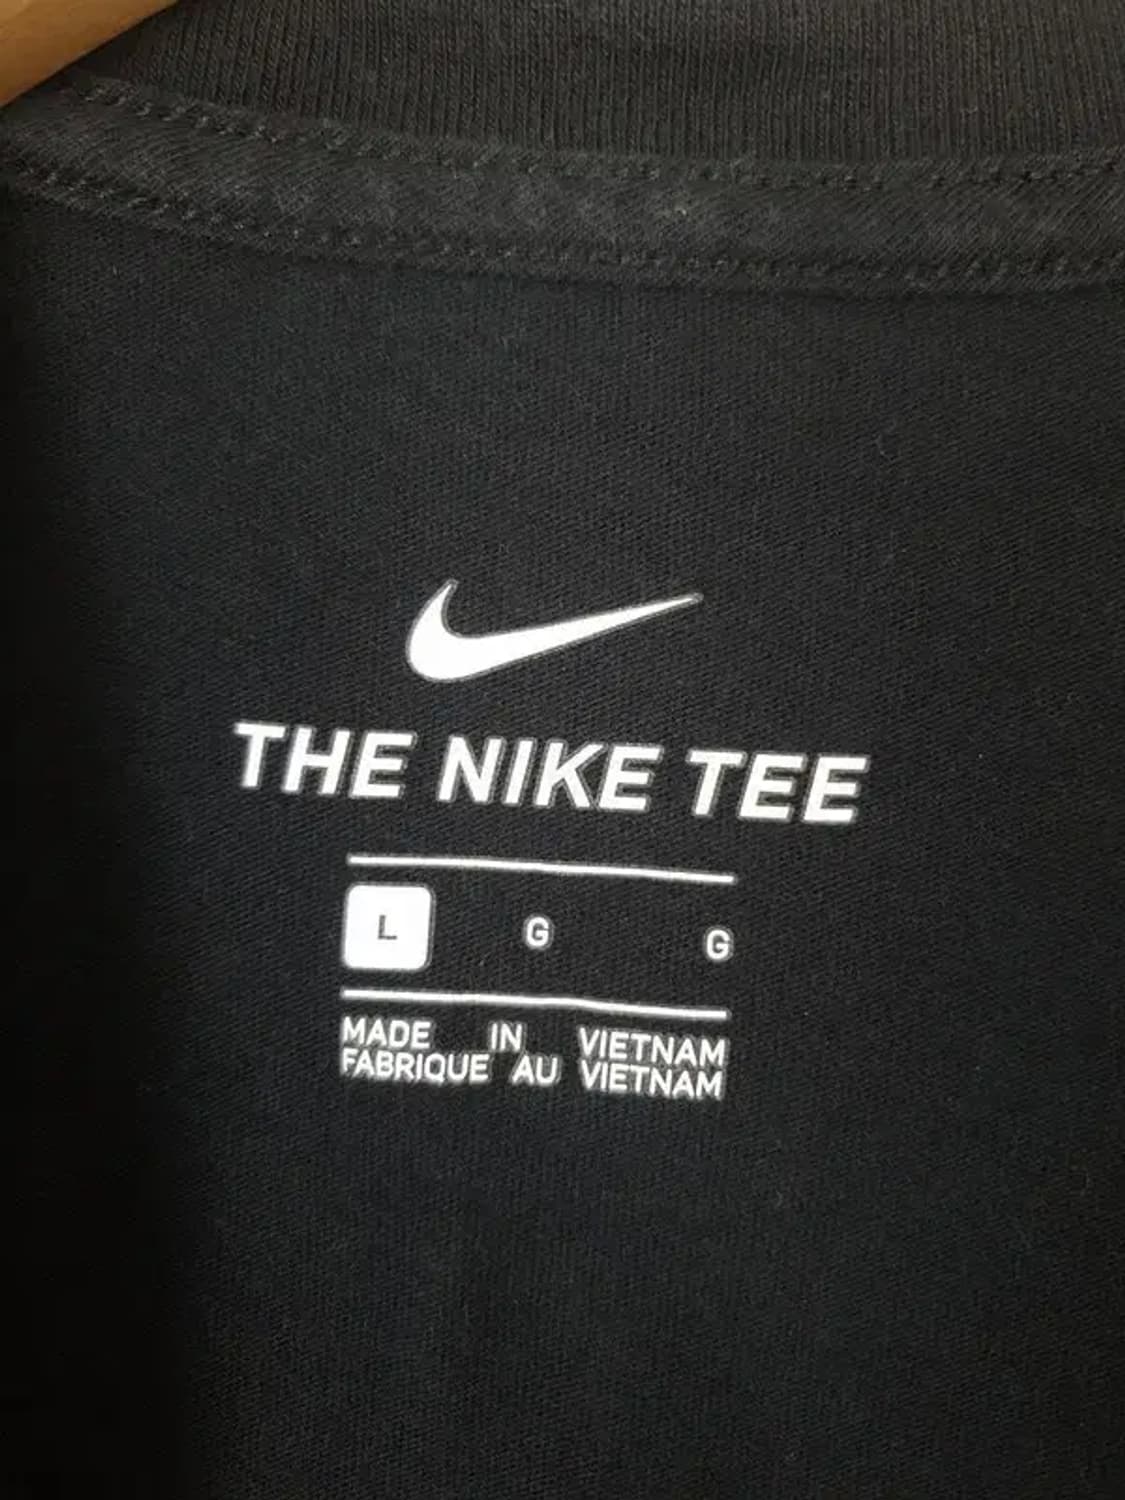 THE NIKE TEE
L G G
MADE IN VIETNAM
FABRIQUE AU VIETNAM